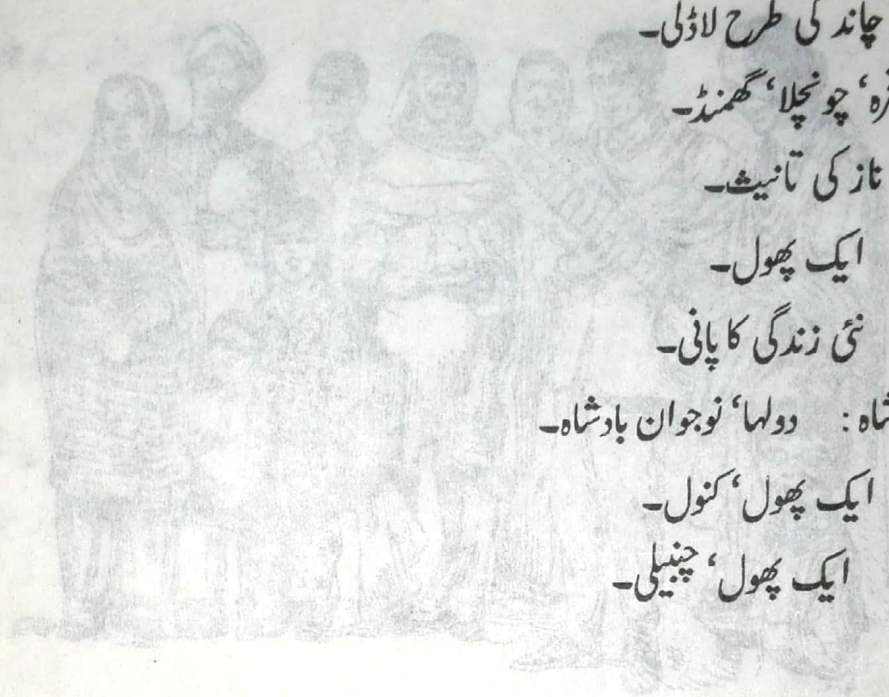 چاند کی طرح لاڈلی۔
‘ چونچلا‘ گھمنڈ۔
ناز کی تانیث۔
ایک پھول۔
نئی زندگی کا پانی۔
شاہ : دولہا‘ نوجوان بادشاہ۔
ایک پھول‘ کنول۔
ایک پھول‘ چنبیلی۔